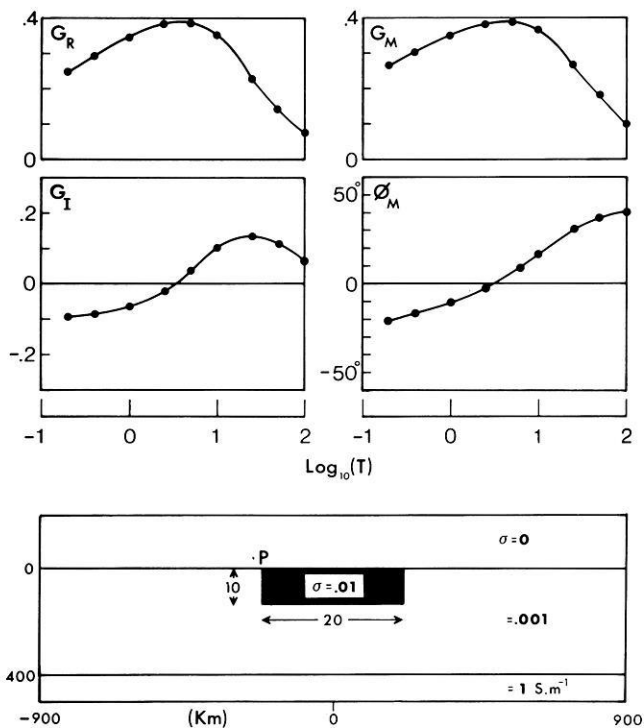 .4
G_R
0
.4
G_M
0
G_I
.2
0
-.2
50°
Ø_M
0
-50°
-1 0 1 2
-1 0 1 2
Log₁₀(T)
σ=0
·P
0
10
σ=.01
20
=.001
400
=1 S.m⁻¹
-900 (Km) 0 900